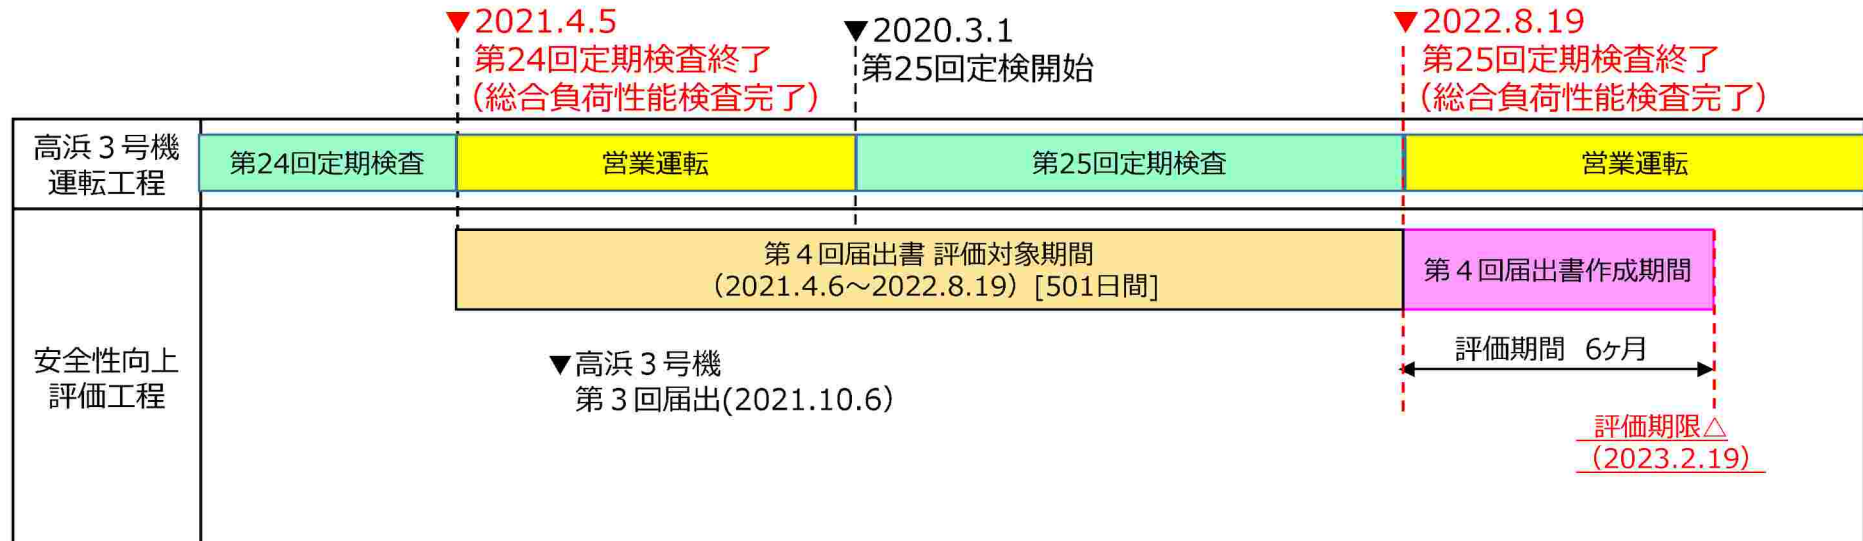 ▼2021.4.5
第24回定期検査終了
（総合負荷性能検査完了）
▼2020.3.1
第25回定検開始
▼2022.8.19
第25回定期検査終了
（総合負荷性能検査完了）
高浜３号機
運転工程
第24回定期検査
営業運転
第25回定期検査
営業運転
安全性向上
評価工程
第４回届出書 評価対象期間
（2021.4.6～2022.8.19）[501日間]
第４回届出書作成期間
▼高浜３号機
第３回届出(2021.10.6）
評価期間 6ヶ月
評価期限△
（2023.2.19）